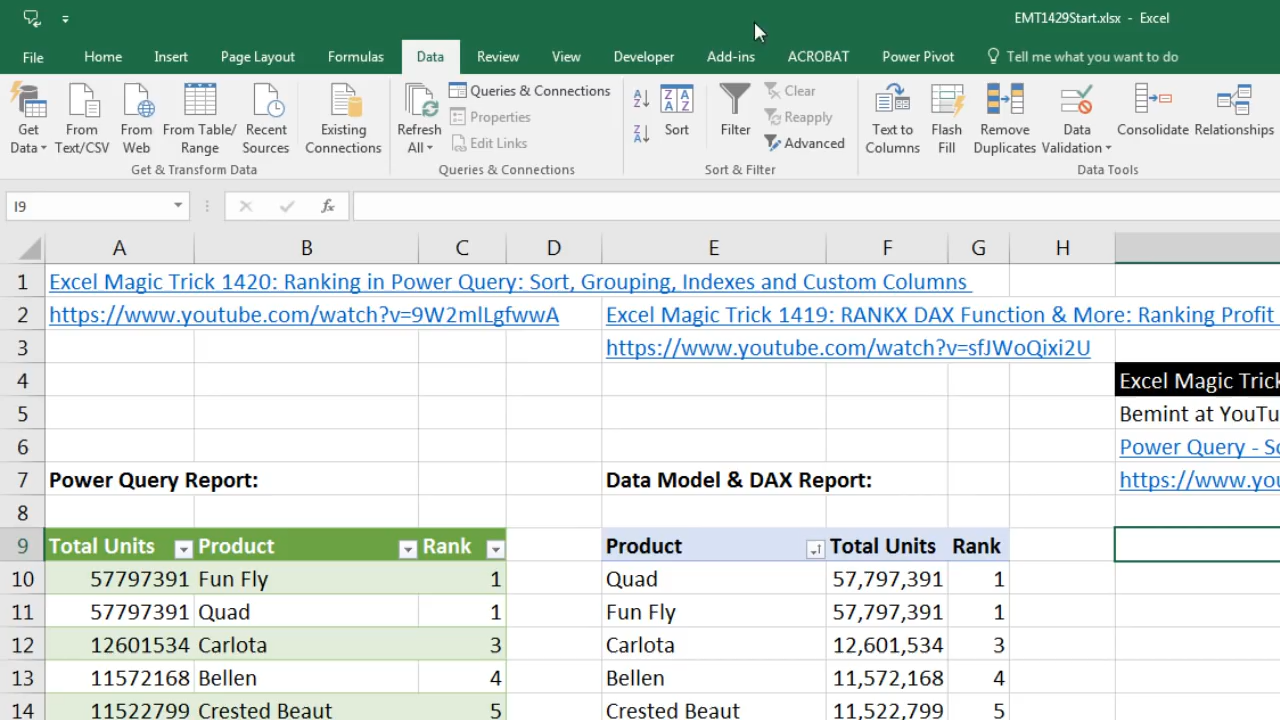 EMT1429Start.xlsx - Excel
File Home Insert Page Layout Formulas Data Review View Developer Add-ins ACROBAT Power Pivot Tell me what you want to do
Get Data
From Text/CSV
From Web
From Table/ Range
Recent Sources
Existing Connections
Get & Transform Data
Refresh All
Queries & Connections
Properties
Edit Links
Queries & Connections
Sort
Filter
Clear
Reapply
Advanced
Sort & Filter
Text to Columns
Flash Fill
Remove Duplicates
Data Validation
Consolidate
Relationships
Data Tools
I9 fx
A B C D E F G H
1 Excel Magic Trick 1420: Ranking in Power Query: Sort, Grouping, Indexes and Custom Columns
2 https://www.youtube.com/watch?v=9W2mlLgfwwA Excel Magic Trick 1419: RANKX DAX Function & More: Ranking Profit
3 https://www.youtube.com/watch?v=sfJWoQixi2U
4 Excel Magic Trick
5 Bemint at YouTu
6 Power Query - So
7 Power Query Report: Data Model & DAX Report: https://www.you
8
9 Total Units Product Rank Product Total Units Rank
10 57797391 Fun Fly 1 Quad 57,797,391 1
11 57797391 Quad 1 Fun Fly 57,797,391 1
12 12601534 Carlota 3 Carlota 12,601,534 3
13 11572168 Bellen 4 Bellen 11,572,168 4
14 11522799 Crested Beaut 5 Crested Beaut 11,522,799 5